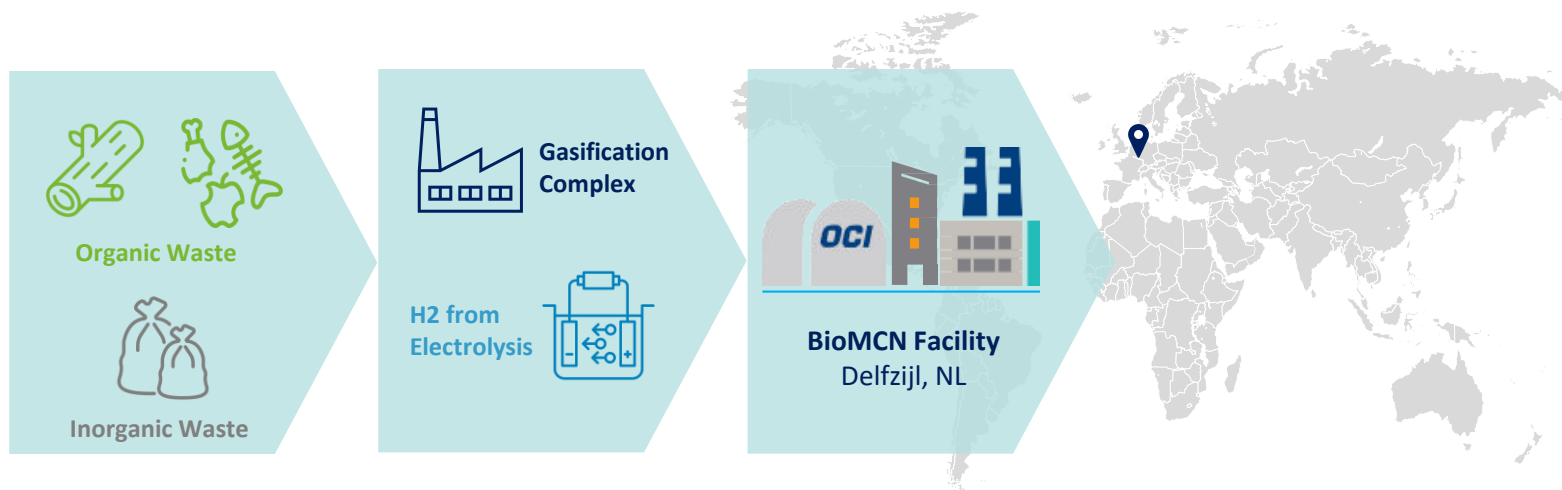 Organic Waste
Inorganic Waste
Gasification
Complex
H2 from
Electrolysis
- +
OCI
BioMCN Facility
Delfzijl, NL